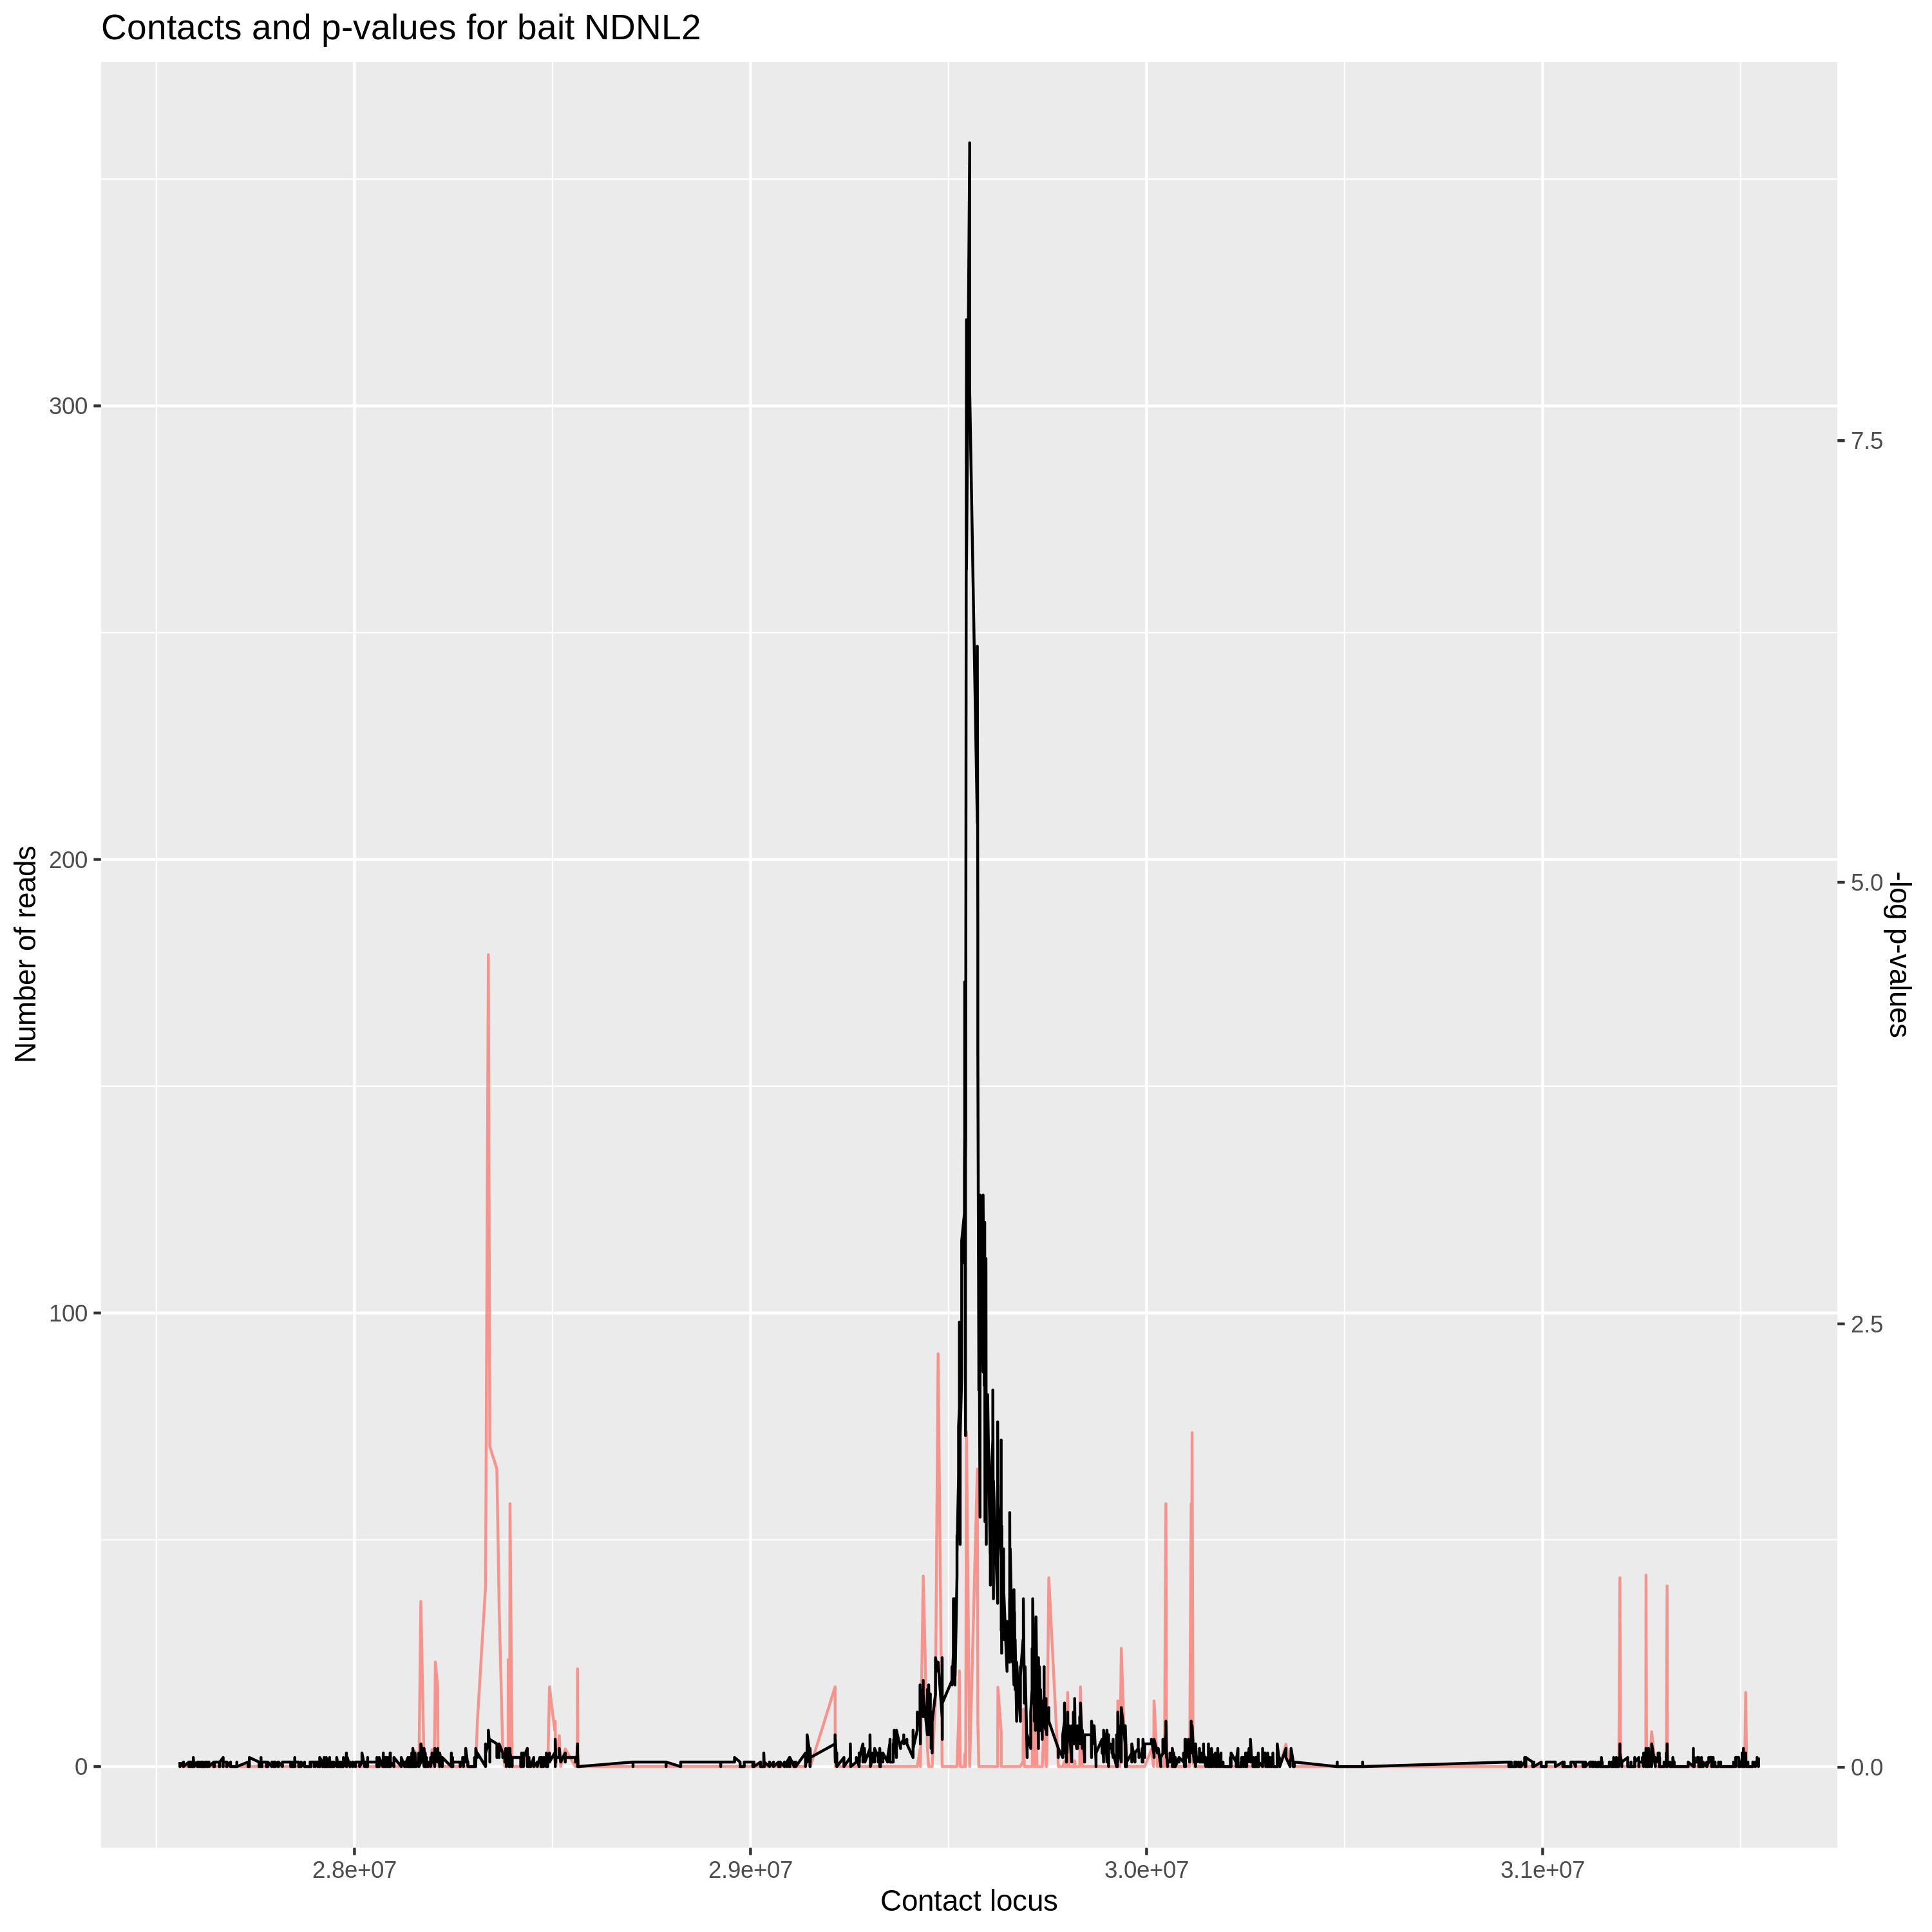 Contacts and p-values for bait NDNL2
Number of reads
300
200
100
0
7.5
5.0
2.5
0.0
-log p-values
2.8e+07
2.9e+07
3.0e+07
3.1e+07
Contact locus